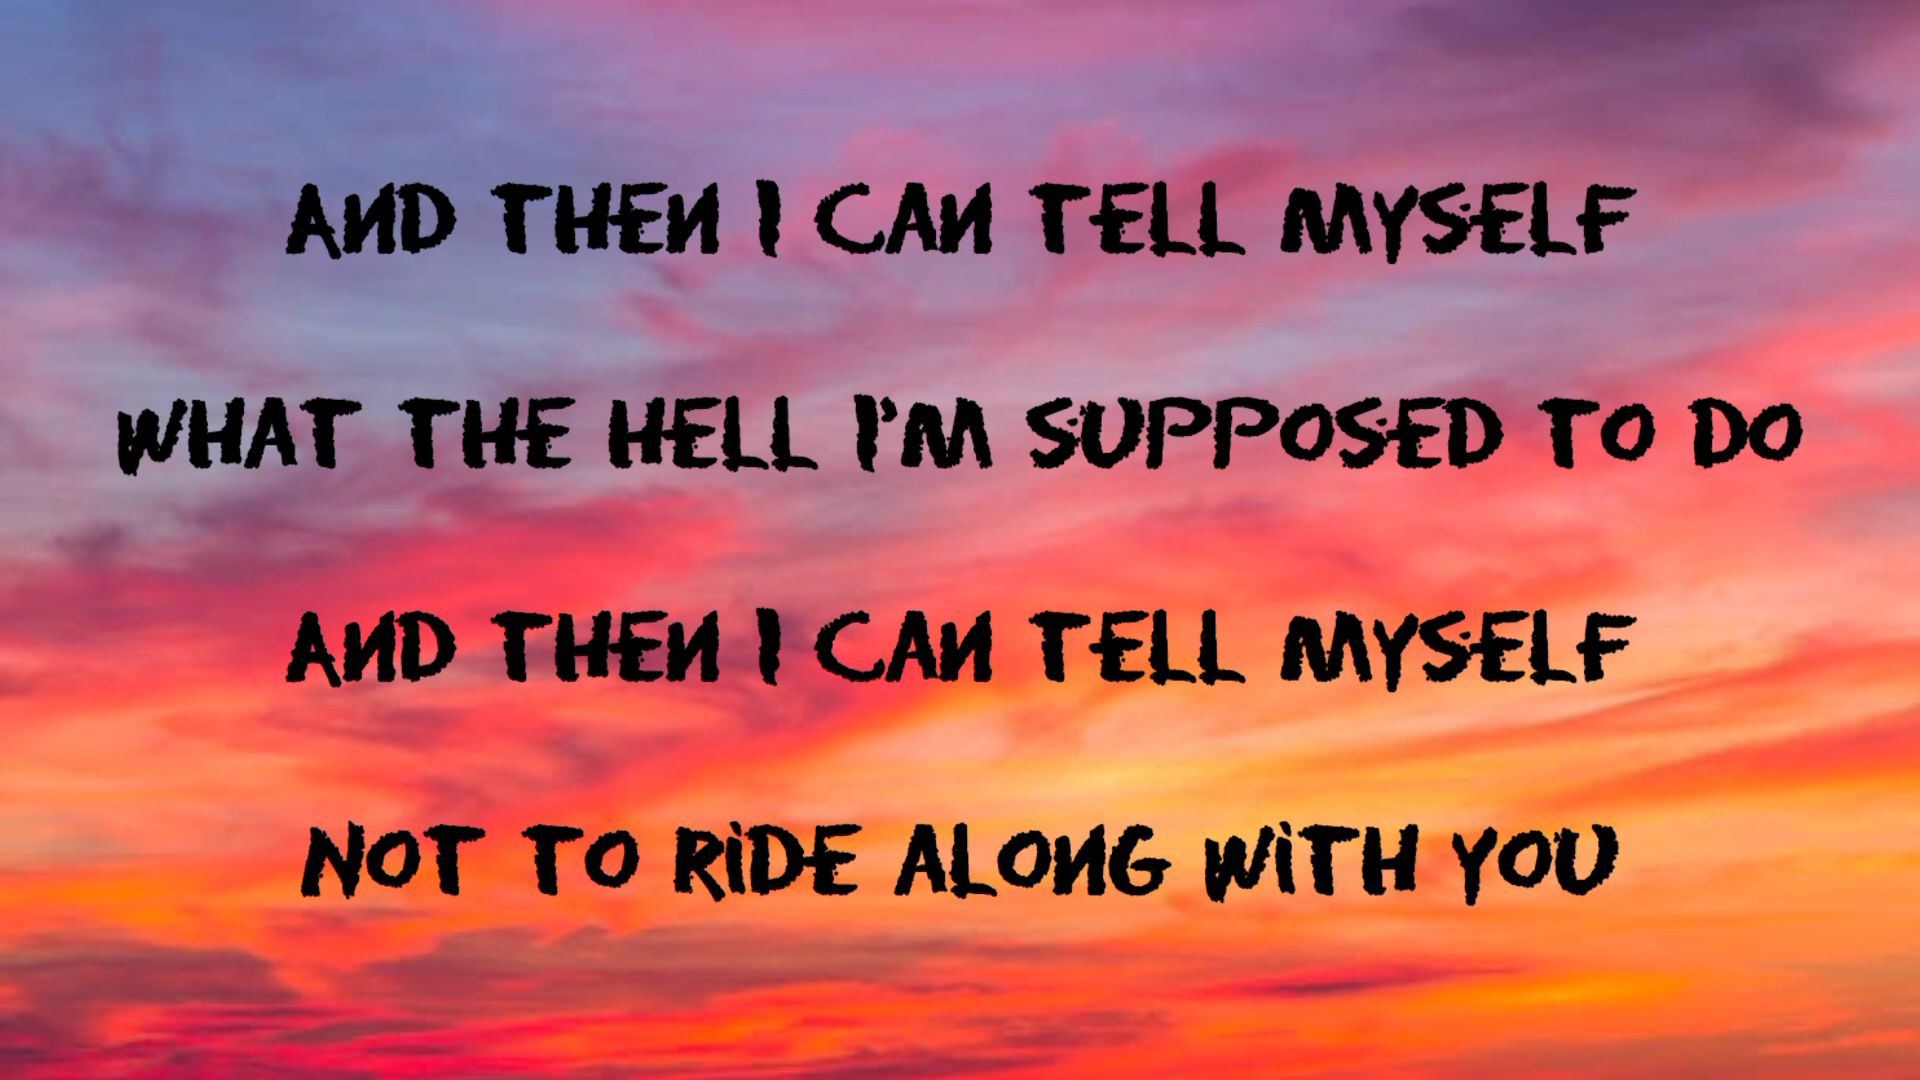 AND THEN I CAN TELL MYSELF
WHAT THE HELL I'M SUPPOSED TO DO
AND THEN I CAN TELL MYSELF
NOT TO RIDE ALONG WITH YOU